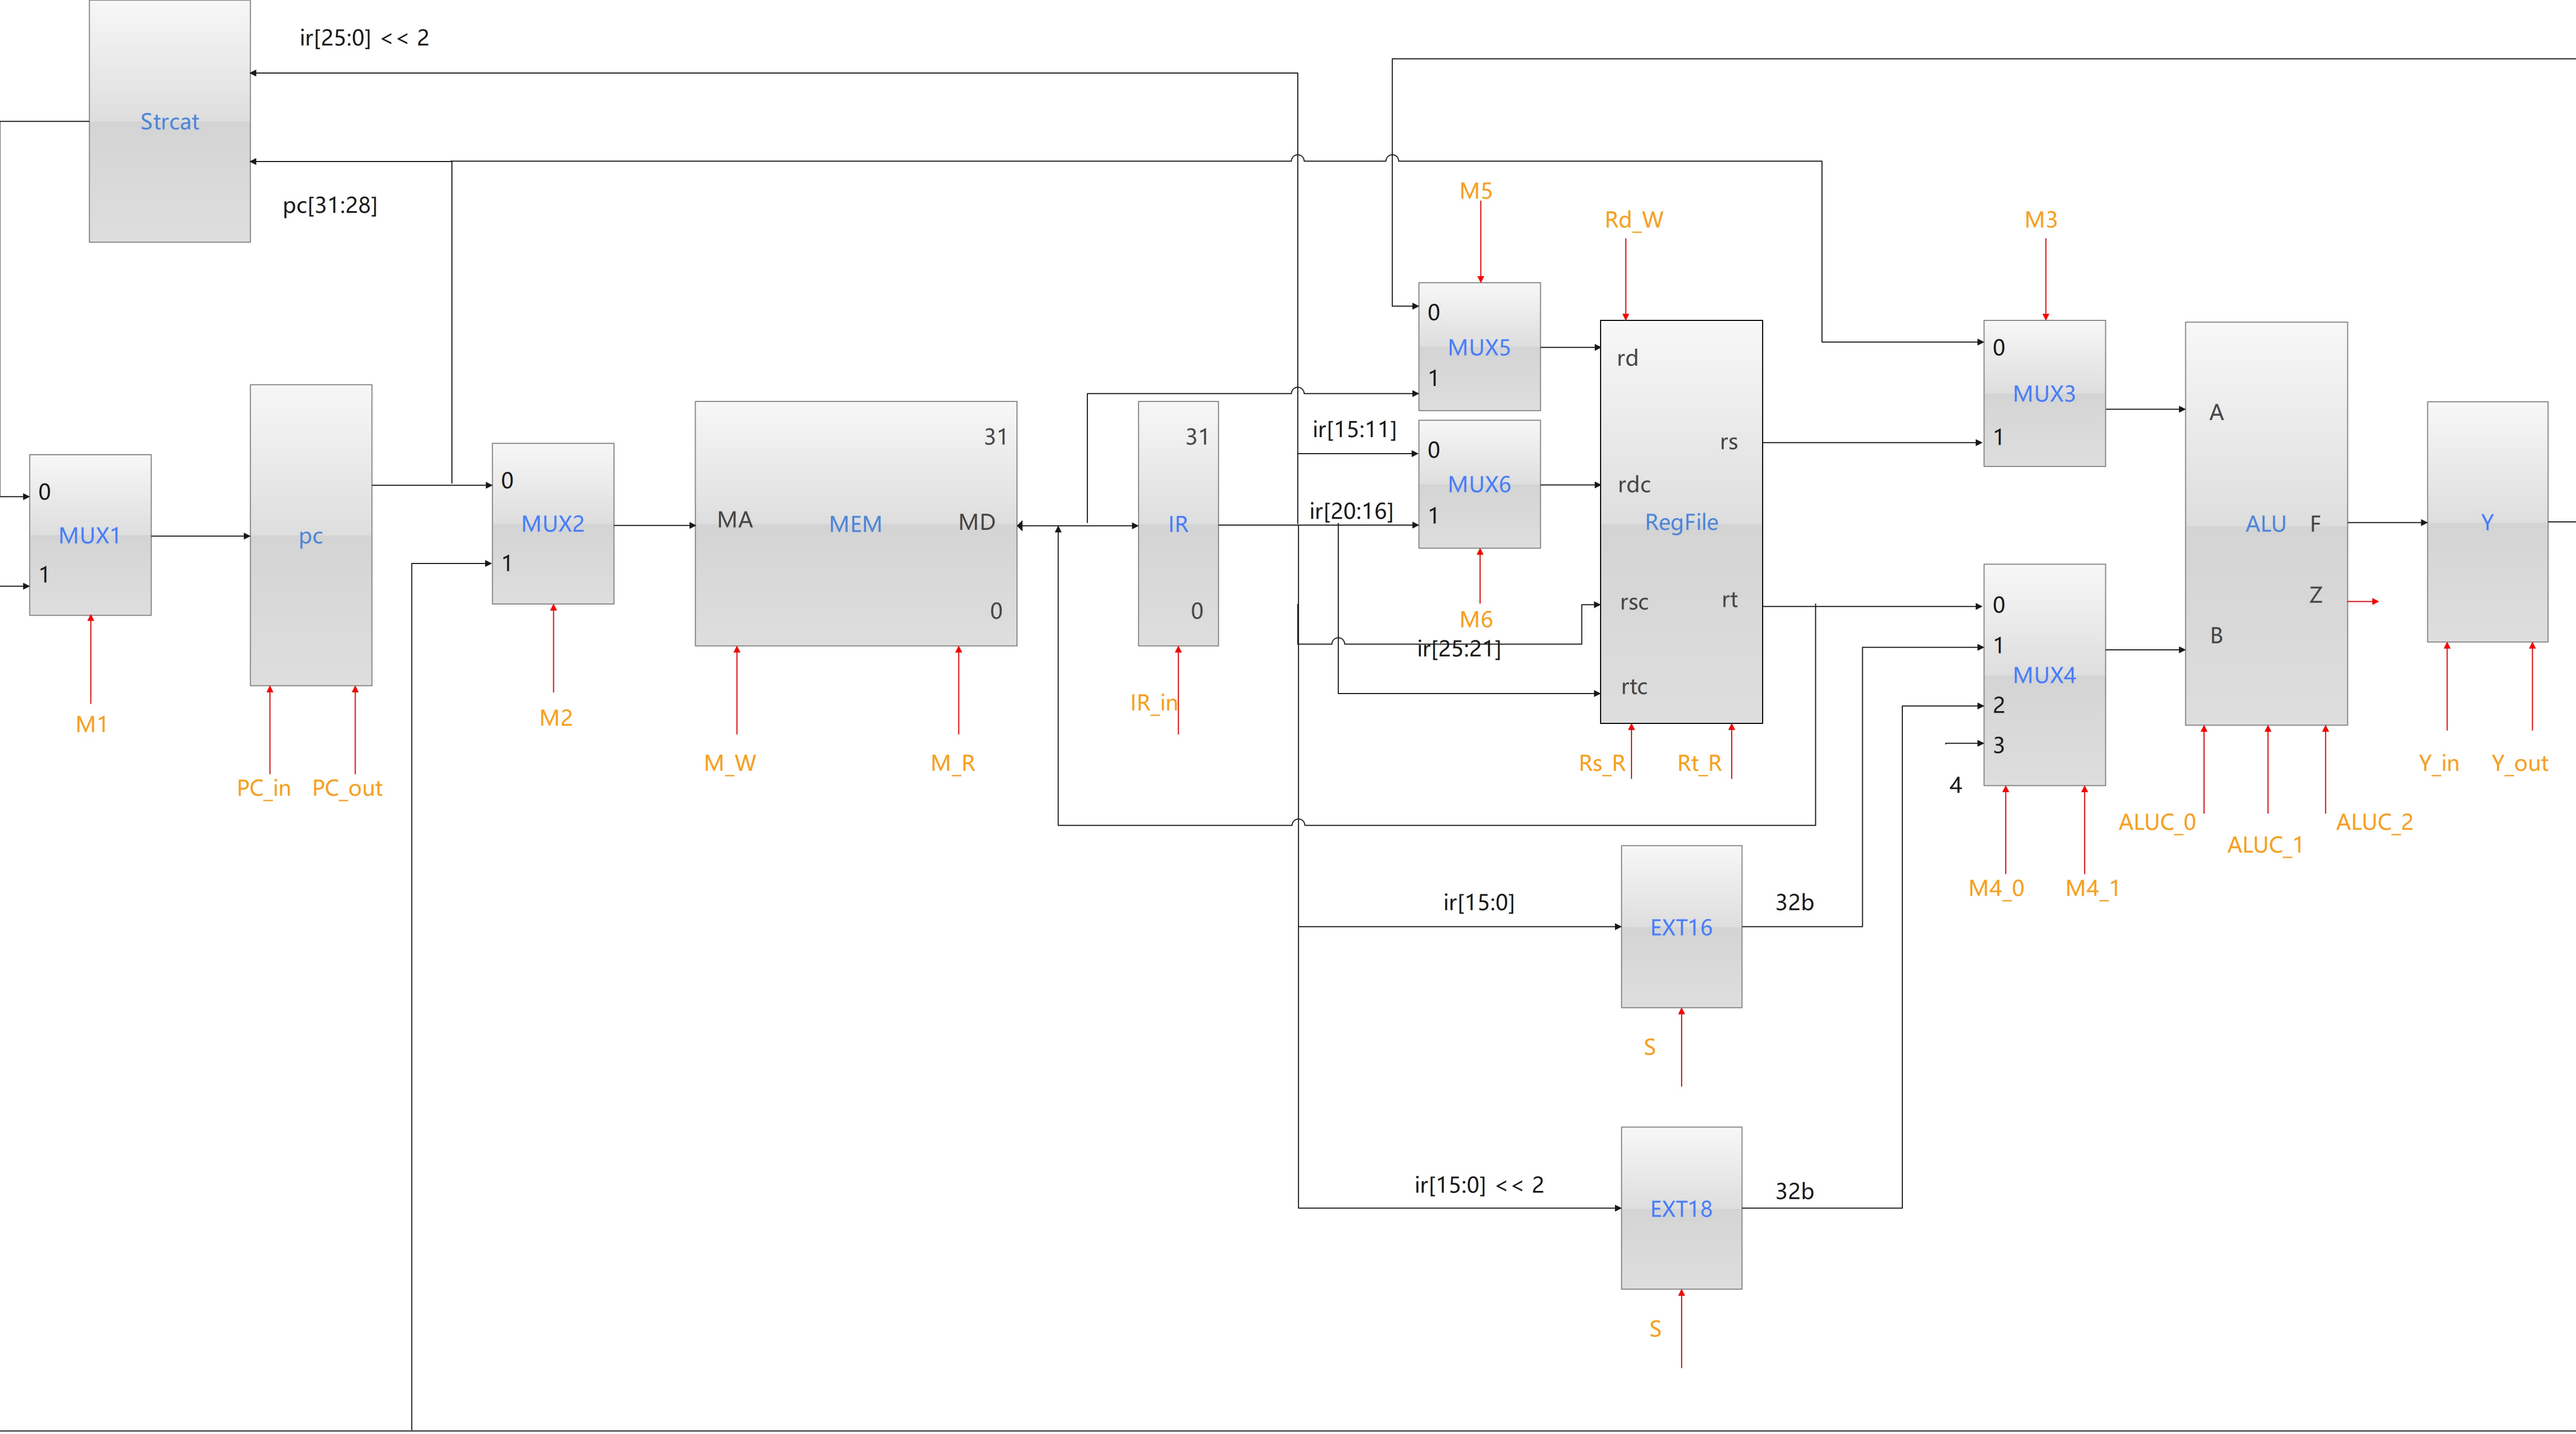 ir[25:0] << 2
Strcat
pc[31:28]
M5
Rd_W
M3
0
MUX5
1
rd
0
MUX3
1
ir[15:11]
0
MUX6
1
ir[20:16]
M6
ir[25:21]
rs
rdc
RegFile
rsc
rt
rtc
Rs_R
Rt_R
A
ALU
F
Z
B
Y
Y_in
Y_out
0
MUX1
1
M1
pc
PC_in
PC_out
0
MUX2
1
M2
31
MA
MEM
MD
0
M_W
M_R
31
IR
0
IR_in
0
1
MUX4
2
3
4
M4_0
M4_1
ALUC_0
ALUC_1
ALUC_2
ir[15:0]
EXT16
32b
S
ir[15:0] << 2
EXT18
32b
S